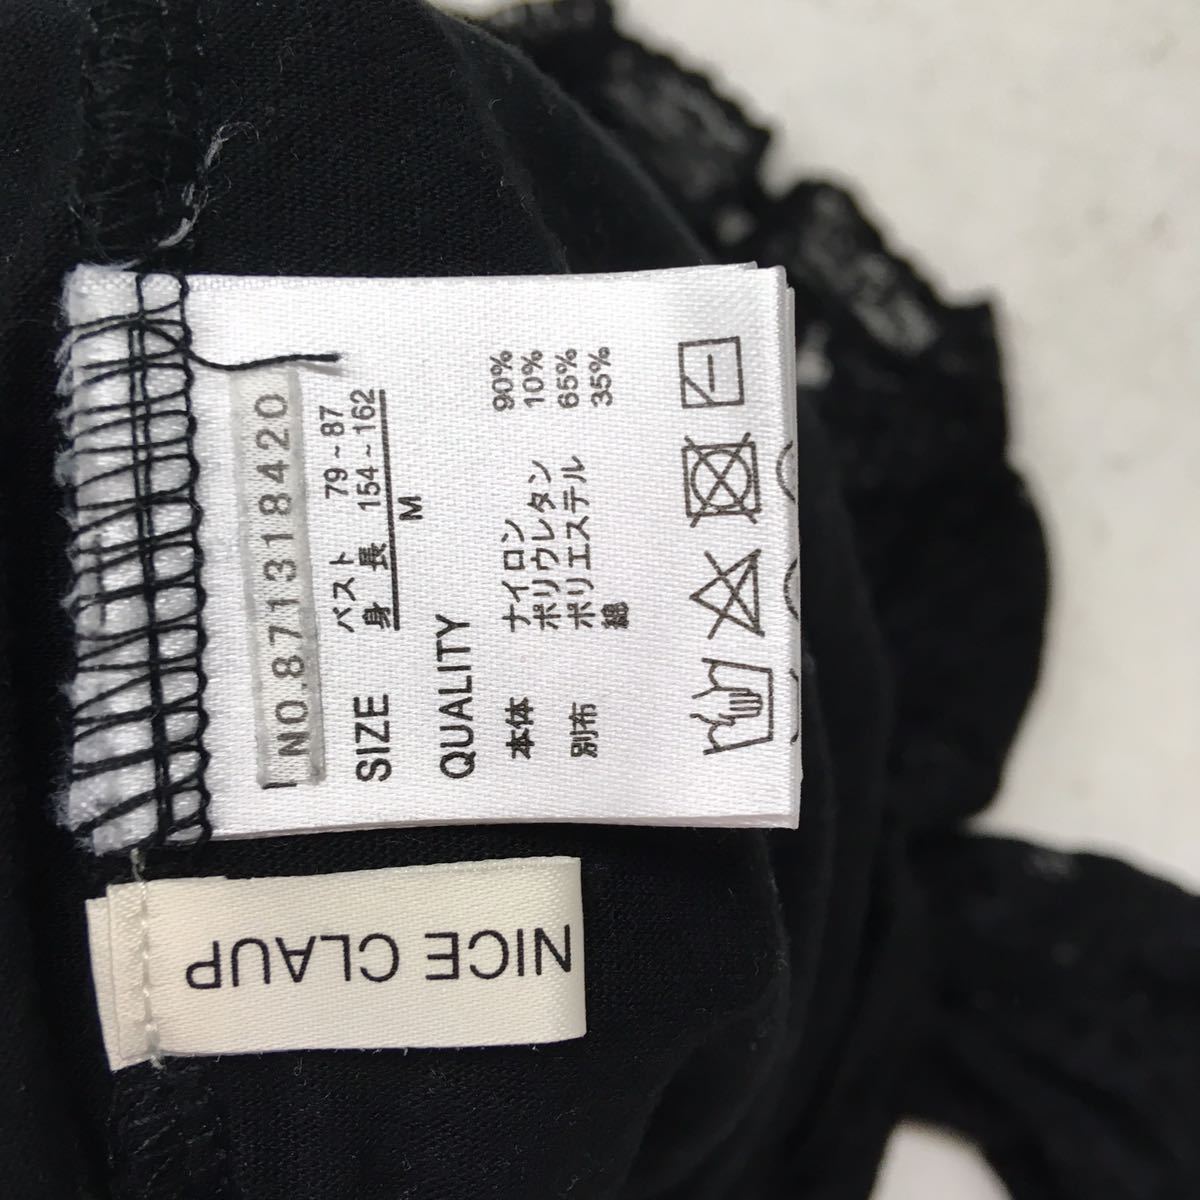 NO.871318420
SIZE バスト 79~87
身長 154~162
M
QUALITY
本体 ナイロン 90%
ポリウレタン 10%
別布 ポリエステル 65%
綿 35%
NICE CLAUP